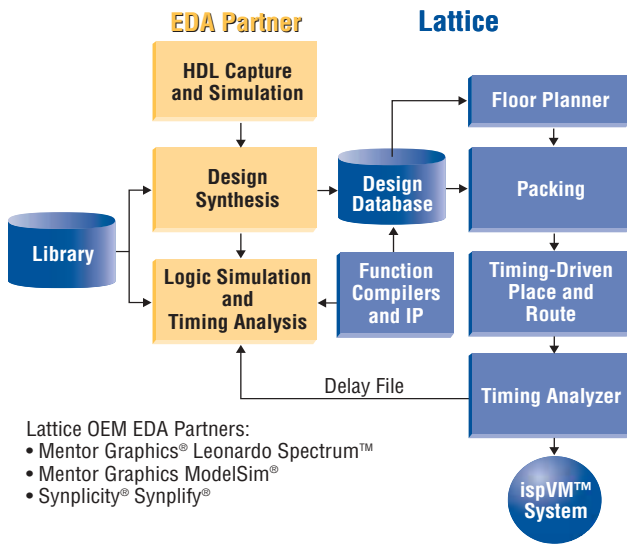 EDA Partner
Lattice
HDL Capture
and Simulation
Floor Planner
Design
Synthesis
Design
Database
Packing
Library
Logic Simulation
and
Timing Analysis
Function
Compilers
and IP
Timing-Driven
Place and
Route
Delay File
Timing Analyzer
Lattice OEM EDA Partners:
• Mentor Graphics® Leonardo Spectrum™
• Mentor Graphics ModelSim®
• Synplicity® Synplify®
ispVM™
System